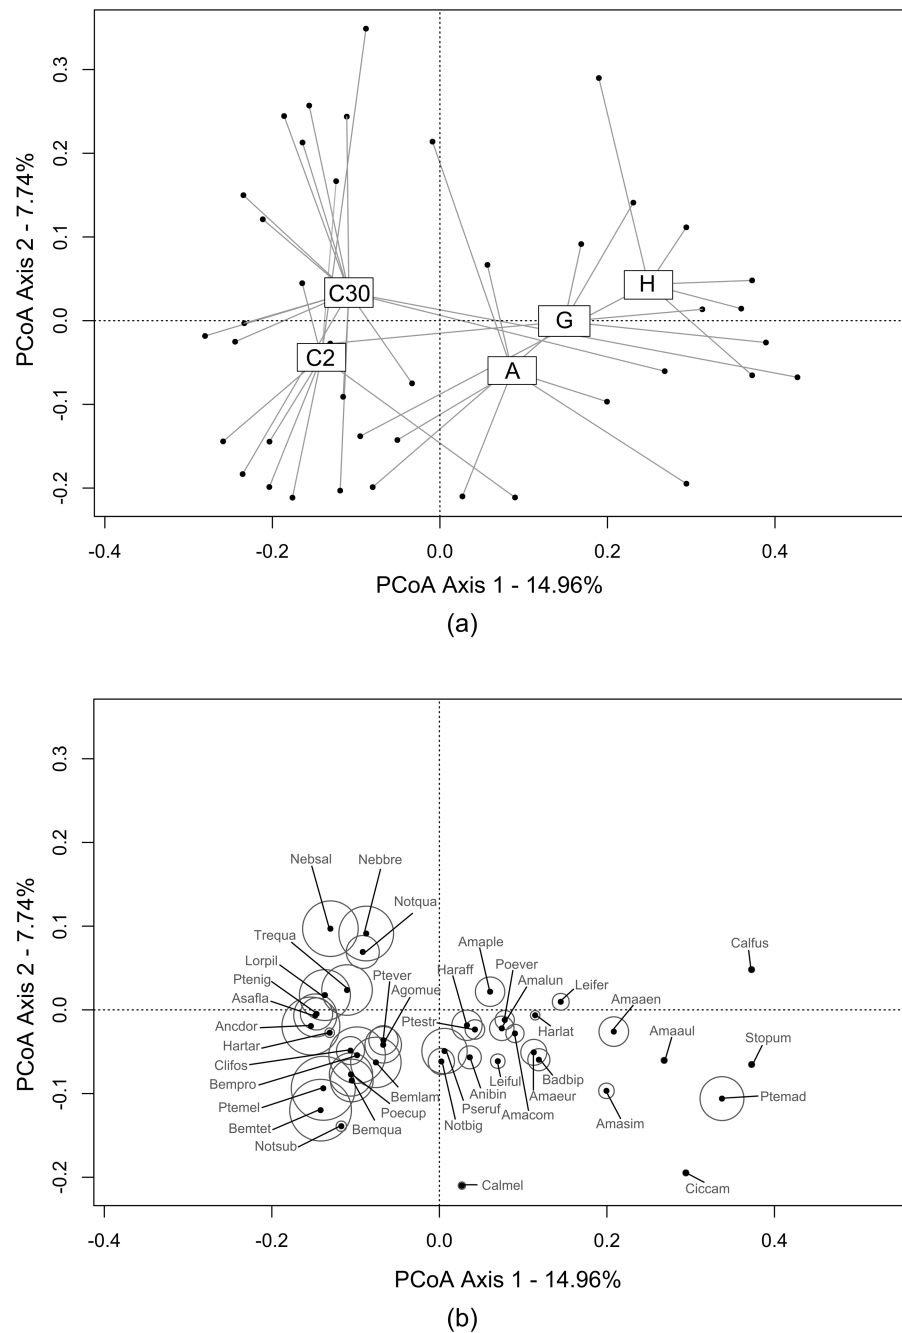 0.3
0.2
0.1
0.0
-0.1
-0.2
PCoA Axis 2 - 7.74%
C30
H
G
C2
A
-0.4 -0.2 0.0 0.2 0.4
PCoA Axis 1 - 14.96%
(a)
0.3
0.2
0.1
0.0
-0.1
-0.2
PCoA Axis 2 - 7.74%
Nebsal Nebbre
Notqua
Trequa
Lorpil
Ptenig
Asafla
Ancdor
Hartar
Clifos
Bempro
Ptemel
Bemtet
Notsub
Ptever
Agomue
Ptestr
Bemlam
Poecup
Bemqua
Haraff
Amaple
Poever
Amalun
Leifer
Harlat
Anibin
Pseruf
Notbig
Leiful
Amacom
Amaeur
Badbip
Amaaen
Amasim
Amaaul
Calfus
Stopum
Ptemad
Ciccam
Calmel
-0.4 -0.2 0.0 0.2 0.4
PCoA Axis 1 - 14.96%
(b)